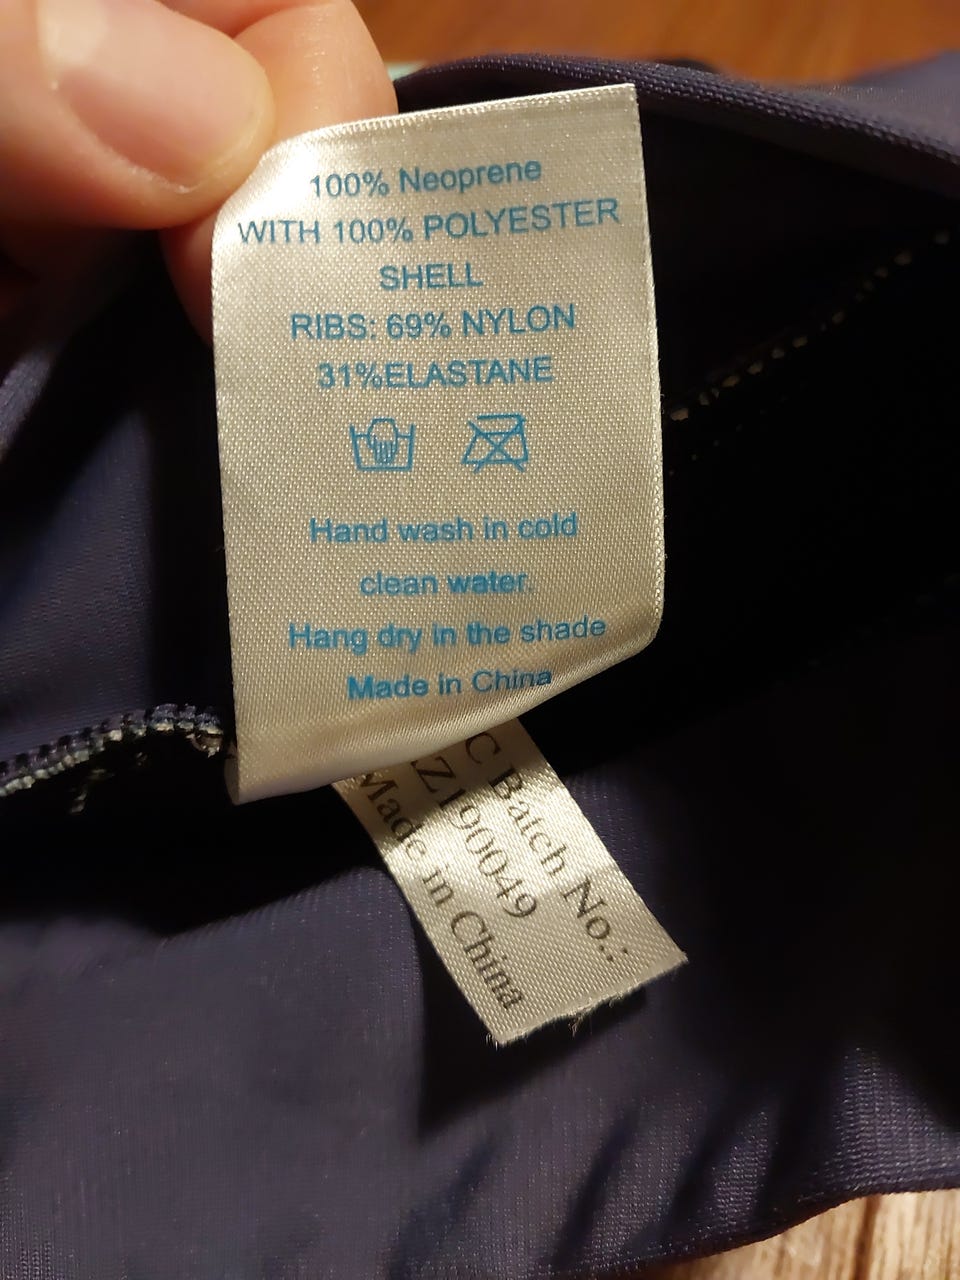 100% Neoprene
WITH 100% POLYESTER
SHELL
RIBS: 69% NYLON
31%ELASTANE
Hand wash in cold
clean water.
Hang dry in the shade
Made in China
C Batch No.:
Z190049
Made in China